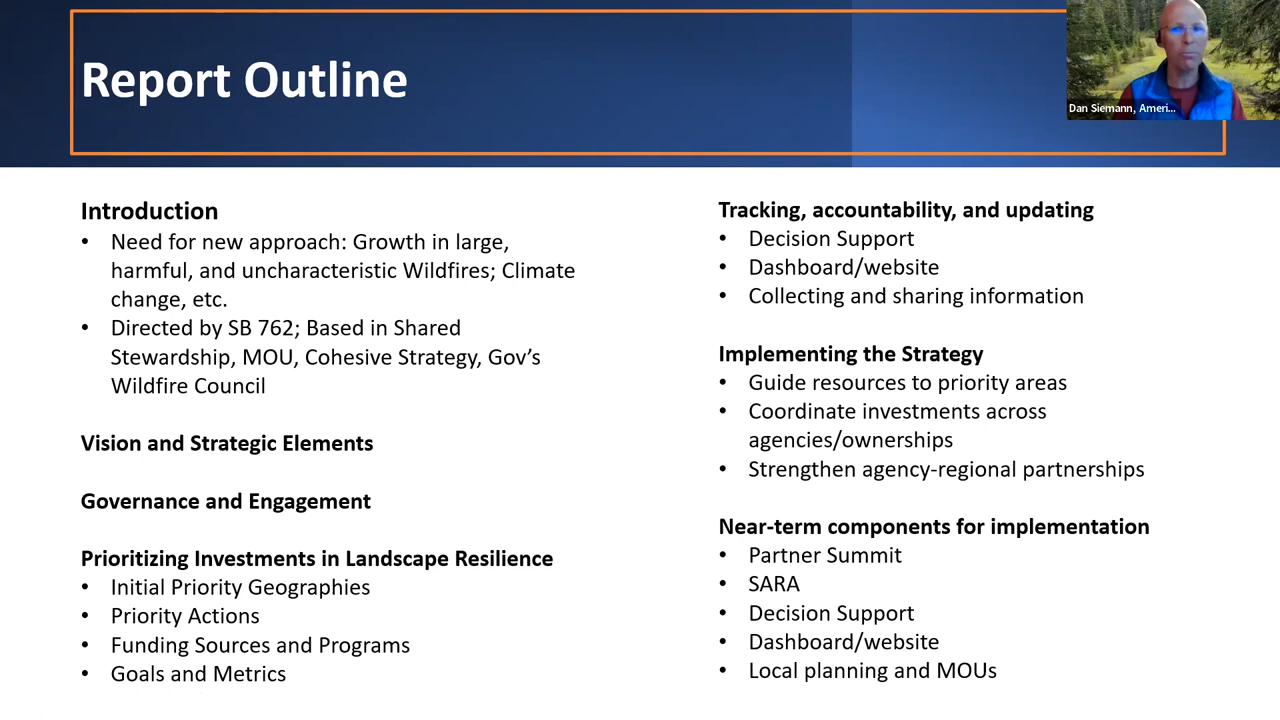 Report Outline
Dan Siemann, Ameri...
Introduction
• Need for new approach: Growth in large,
harmful, and uncharacteristic Wildfires; Climate
change, etc.
• Directed by SB 762; Based in Shared
Stewardship, MOU, Cohesive Strategy, Gov’s
Wildfire Council
Vision and Strategic Elements
Governance and Engagement
Prioritizing Investments in Landscape Resilience
• Initial Priority Geographies
• Priority Actions
• Funding Sources and Programs
• Goals and Metrics
Tracking, accountability, and updating
• Decision Support
• Dashboard/website
• Collecting and sharing information
Implementing the Strategy
• Guide resources to priority areas
• Coordinate investments across
agencies/ownerships
• Strengthen agency-regional partnerships
Near-term components for implementation
• Partner Summit
• SARA
• Decision Support
• Dashboard/website
• Local planning and MOUs